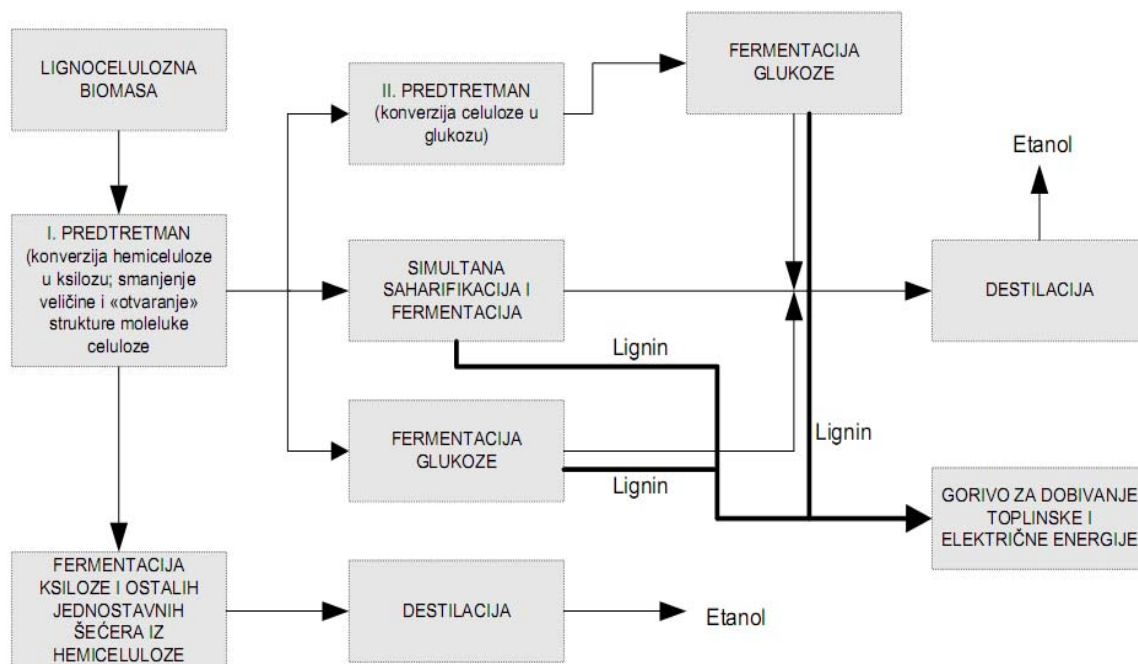 LIGNOCELULOZNA
BIOMASA
I. PREDTRETMAN
(konverzija hemiceluze
u ksilozu; smanjenje
veličine i «otvaranje»
strukture moleluke
celuloze
FERMENTACIJA
KSILOZE I OSTALIH
JEDNOSTAVNIH
ŠEĆERA IZ
HEMICELULOZE
II. PREDTRETMAN
(konverzija celuloze u
glukozu)
SIMULTANA
SAHARIFIKACIJA I
FERMENTACIJA
FERMENTACIJA
GLUKOZE
DESTILACIJA
Etanol
FERMENTACIJA
GLUKOZE
Lignin
Lignin
Lignin
Etanol
DESTILACIJA
GORIVO ZA DOBIVANJE
TOPLINSKE I
ELEKTRIČNE ENERGIJE